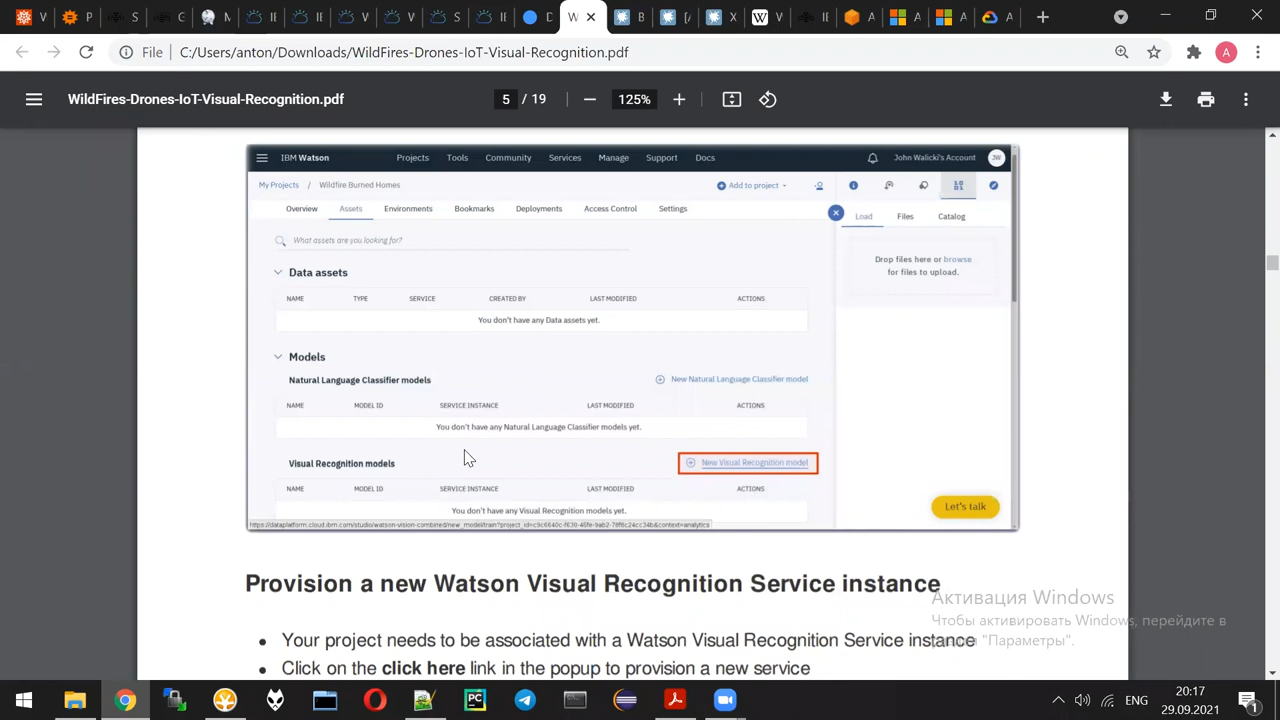 File C:/Users/anton/Downloads/WildFires-Drones-IoT-Visual-Recognition.pdf
A
WildFires-Drones-IoT-Visual-Recognition.pdf
5 / 19
125%
IBM Watson Projects Tools Community Services Manage Support Docs John Walicki's Account JW
My Projects / Wildfire Burned Homes Add to project
Overview Assets Environments Bookmarks Deployments Access Control Settings
Load Files Catalog
What assets are you looking for?
Drop files here or browse
for files to upload.
Data assets
NAME TYPE SERVICE CREATED BY LAST MODIFIED ACTIONS
You don't have any Data assets yet.
Models
Natural Language Classifier models New Natural Language Classifier model
NAME MODEL ID SERVICE INSTANCE LAST MODIFIED ACTIONS
You don't have any Natural Language Classifier models yet.
Visual Recognition models New Visual Recognition model
NAME MODEL ID SERVICE INSTANCE LAST MODIFIED ACTIONS
You don't have any Visual Recognition models yet.
Let's talk
Provision a new Watson Visual Recognition Service instance
Активация Windows
Чтобы активировать Windows, перейдите в
раздел "Параметры".
• Your project needs to be associated with a Watson Visual Recognition Service instance
• Click on the click here link in the popup to provision a new service
ENG
20:17
29.09.2021
1